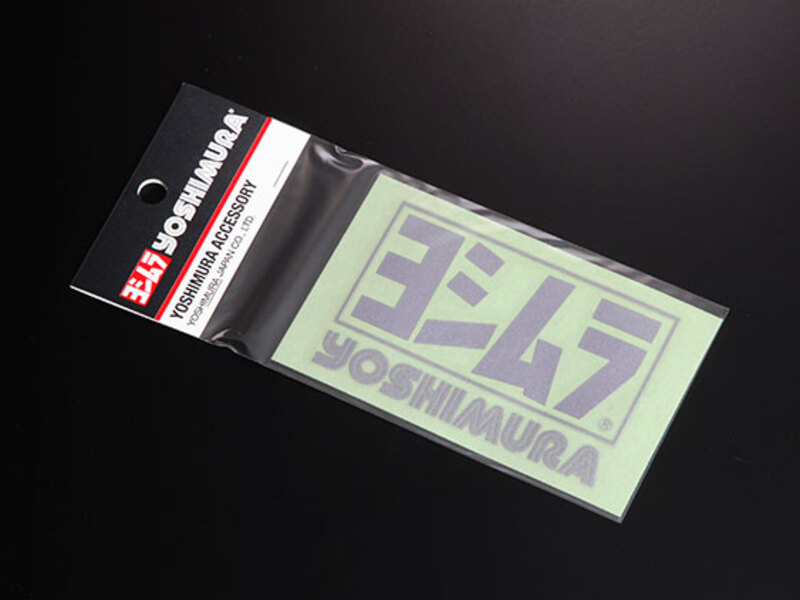 ヨシムラ YOSHIMURA®
YOSHIMURA ACCESSORY
YOSHIMURA JAPAN CO., LTD.
ヨシムラ®
YOSHIMURA